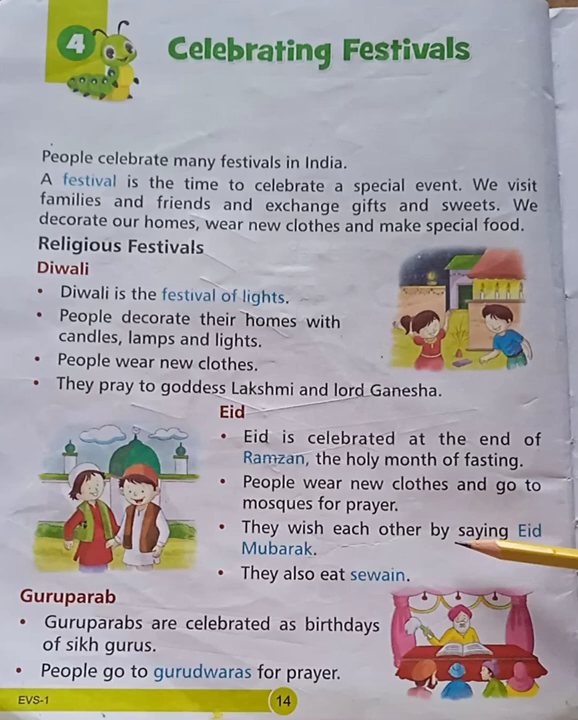 4
Celebrating Festivals
People celebrate many festivals in India.
A festival is the time to celebrate a special event. We visit
families and friends and exchange gifts and sweets. We
decorate our homes, wear new clothes and make special food.
Religious Festivals
Diwali
• Diwali is the festival of lights.
• People decorate their homes with
candles, lamps and lights.
• People wear new clothes.
• They pray to goddess Lakshmi and lord Ganesha.
Eid
• Eid is celebrated at the end of
Ramzan, the holy month of fasting.
• People wear new clothes and go to
mosques for prayer.
• They wish each other by saying Eid
Mubarak.
• They also eat sewain.
Guruparab
• Guruparabs are celebrated as birthdays
of sikh gurus.
• People go to gurudwaras for prayer.
EVS-1
14